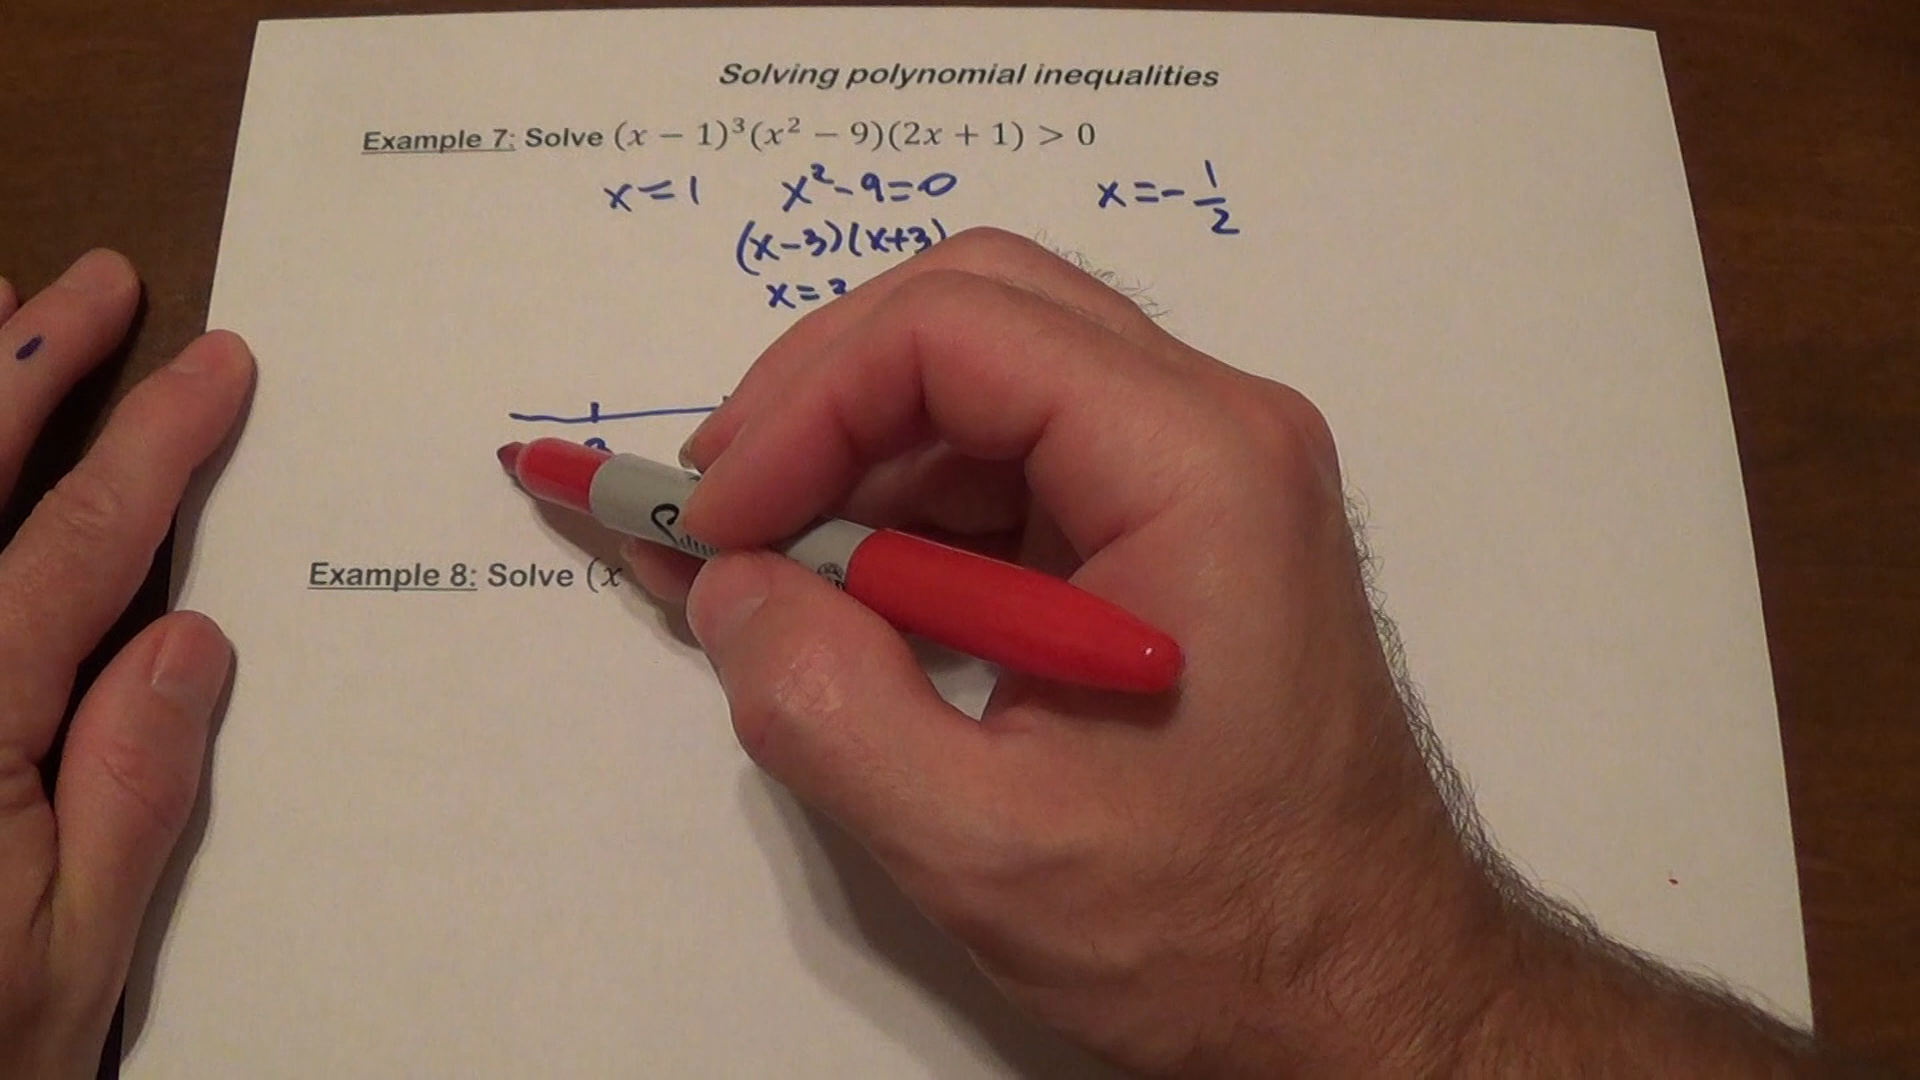 Solving polynomial inequalities
Example 7: Solve (x − 1)³(x² − 9)(2x + 1) > 0
x = 1 x² - 9 = 0 x = - 1/2
(x-3)(x+3)
x =
Example 8: Solve (x